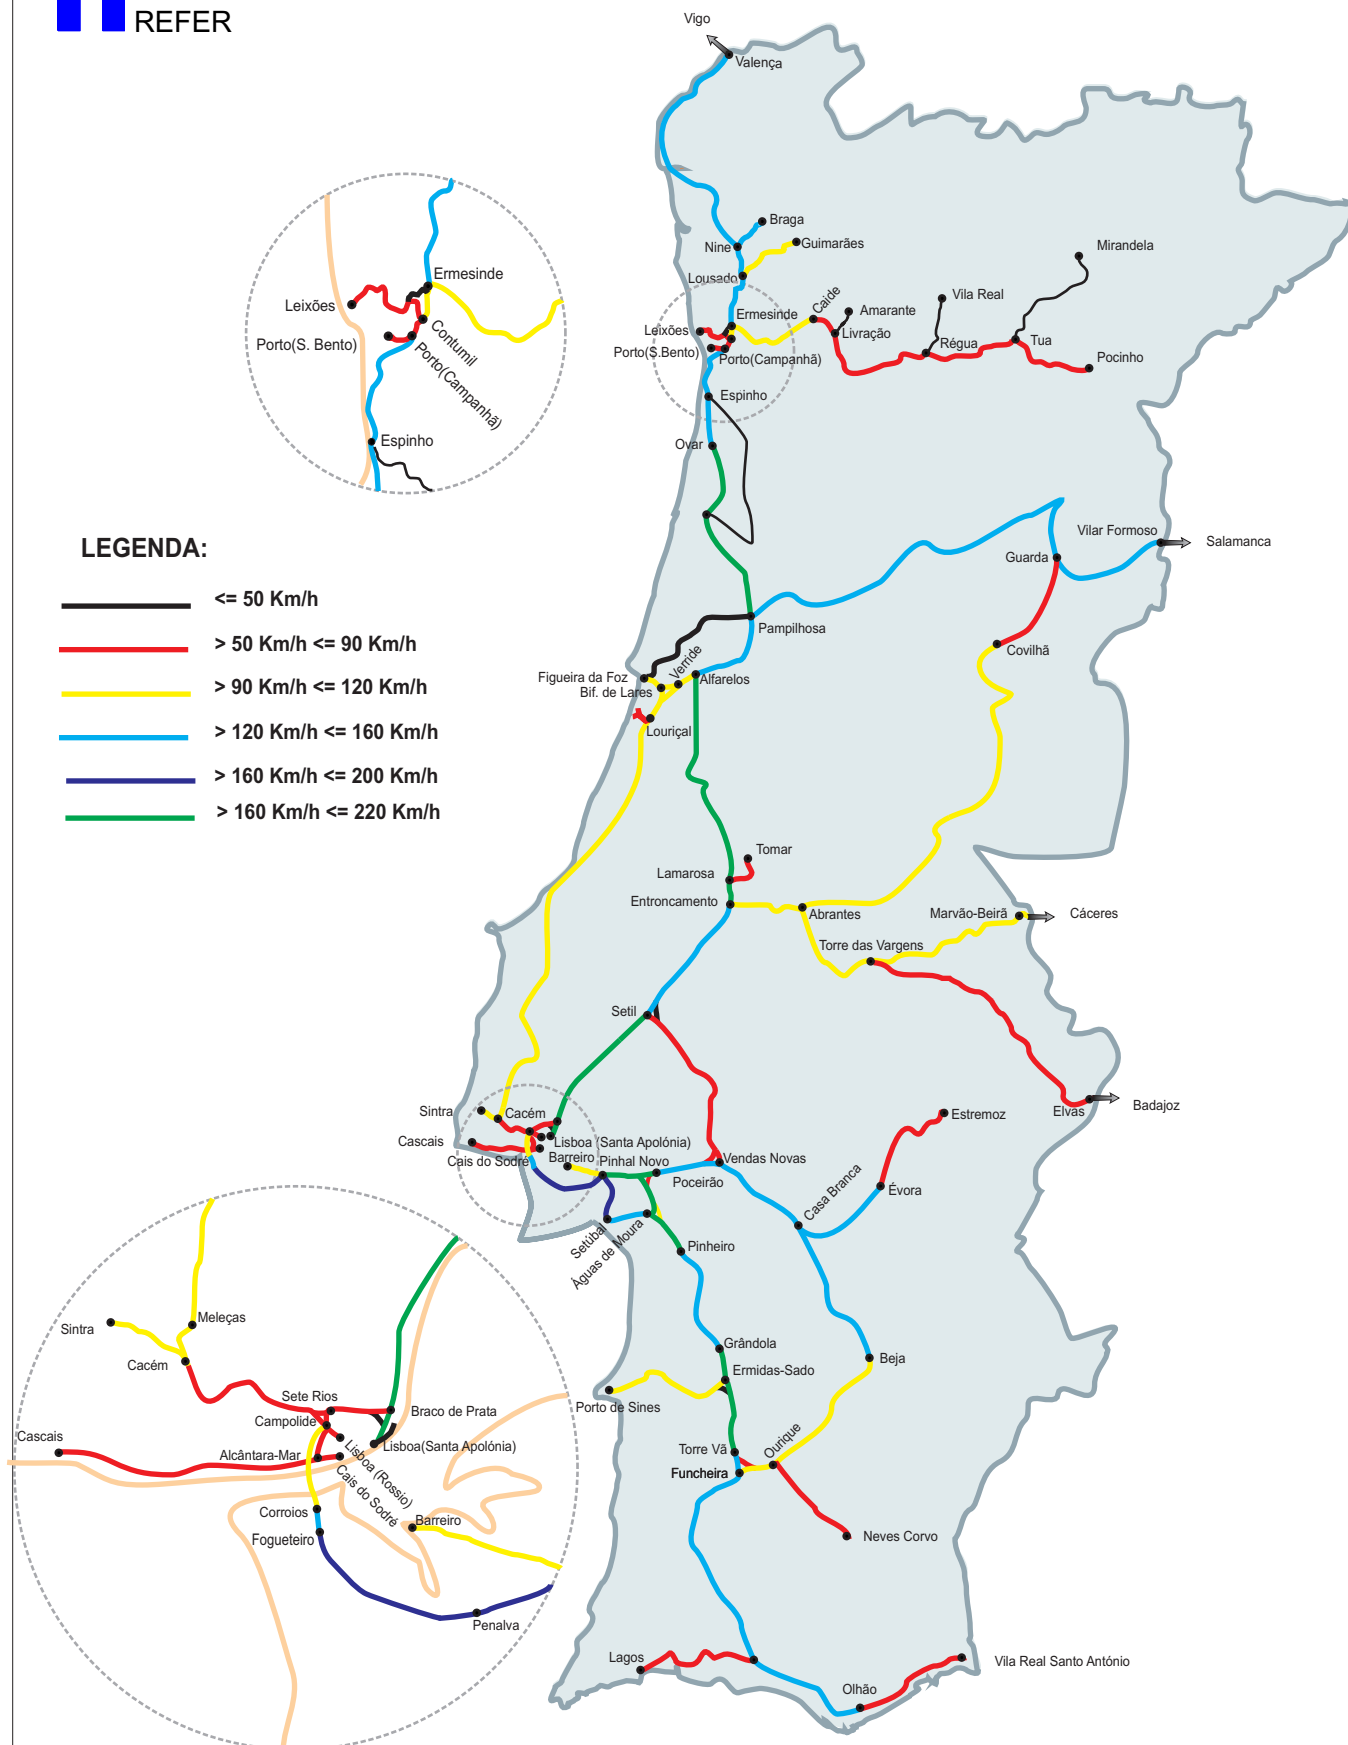 REFER
Vigo
Valença
Braga
Nine
Guimarães
Lousado
Mirandela
Ermesinde
Caide
Amarante
Vila Real
Leixões
Livração
Porto(S.Bento)
Porto(Campanhã)
Régua
Tua
Pocinho
Espinho
Ovar
Ermesinde
Leixões
Contumil
Porto(S. Bento)
Porto(Campanhã)
Espinho
LEGENDA:
<= 50 Km/h
> 50 Km/h <= 90 Km/h
> 90 Km/h <= 120 Km/h
> 120 Km/h <= 160 Km/h
> 160 Km/h <= 200 Km/h
> 160 Km/h <= 220 Km/h
Vilar Formoso
Salamanca
Guarda
Pampilhosa
Covilhã
Verride
Figueira da Foz
Bif. de Lares
Alfarelos
Louriçal
Tomar
Lamarosa
Entroncamento
Abrantes
Marvão-Beirã
Cáceres
Torre das Vargens
Setil
Sintra
Cacém
Cascais
Lisboa (Santa Apolónia)
Cais do Sodré
Barreiro
Pinhal Novo
Vendas Novas
Poceirão
Estremoz
Elvas
Badajoz
Casa Branca
Évora
Setúbal
Águas de Moura
Pinheiro
Grândola
Ermidas-Sado
Beja
Porto de Sines
Torre Vã
Ourique
Funcheira
Neves Corvo
Lagos
Vila Real Santo António
Olhão
Meleças
Sintra
Cacém
Sete Rios
Campolide
Braco de Prata
Cascais
Alcântara-Mar
Lisboa(Santa Apolónia)
Lisboa (Rossio)
Cais do Sodré
Corroios
Barreiro
Fogueteiro
Penalva